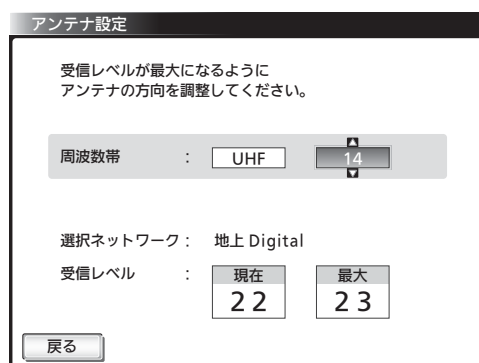 アンテナ設定
受信レベルが最大になるように
アンテナの方向を調整してください。
周波数帯 : UHF 14
選択ネットワーク : 地上 Digital
受信レベル : 現在 最大
22 23
戻る